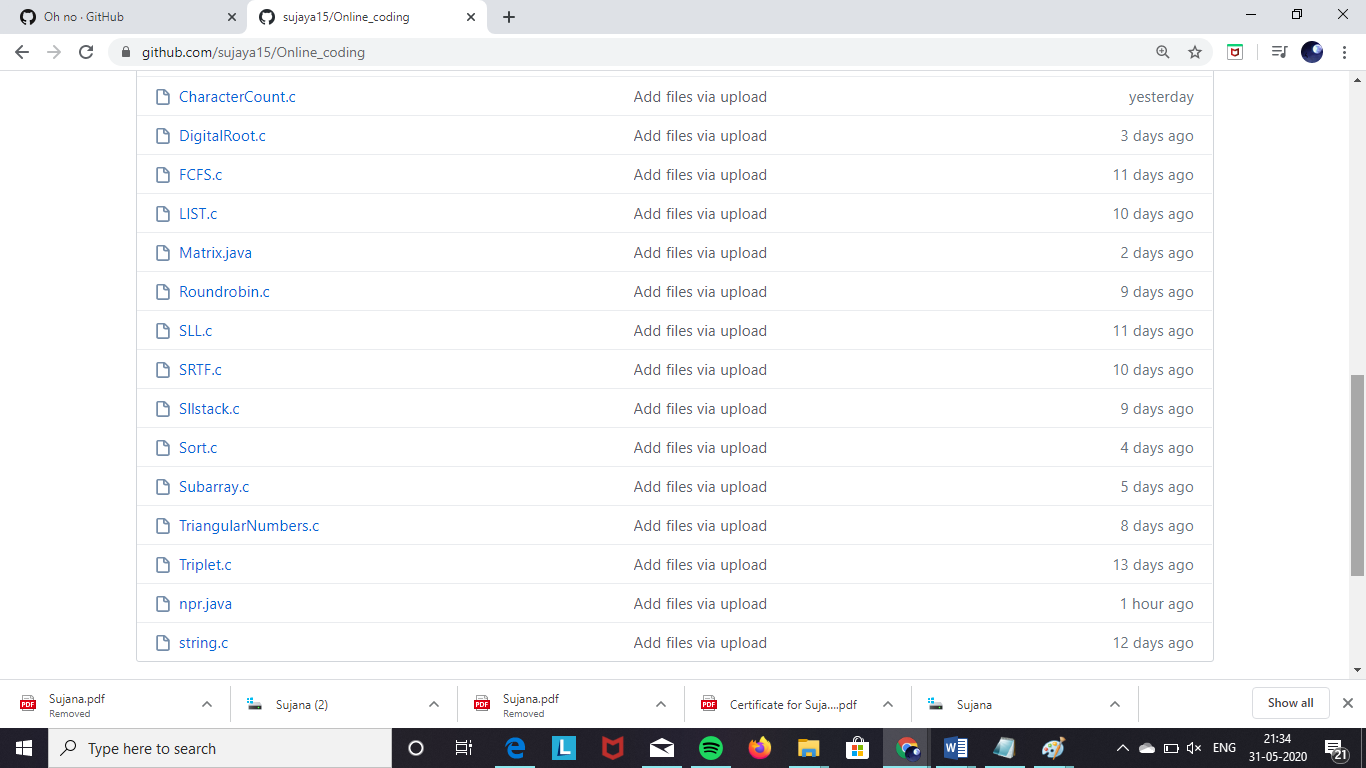 Oh no · GitHub
sujaya15/Online_coding
github.com/sujaya15/Online_coding
CharacterCount.c Add files via upload yesterday
DigitalRoot.c Add files via upload 3 days ago
FCFS.c Add files via upload 11 days ago
LIST.c Add files via upload 10 days ago
Matrix.java Add files via upload 2 days ago
Roundrobin.c Add files via upload 9 days ago
SLL.c Add files via upload 11 days ago
SRTF.c Add files via upload 10 days ago
Sllstack.c Add files via upload 9 days ago
Sort.c Add files via upload 4 days ago
Subarray.c Add files via upload 5 days ago
TriangularNumbers.c Add files via upload 8 days ago
Triplet.c Add files via upload 13 days ago
npr.java Add files via upload 1 hour ago
string.c Add files via upload 12 days ago
PDF Sujana.pdf
Removed
Sujana (2)
PDF Sujana.pdf
Removed
PDF Certificate for Suja....pdf
Sujana
Show all
Type here to search
L
ENG
21:34
31-05-2020
21